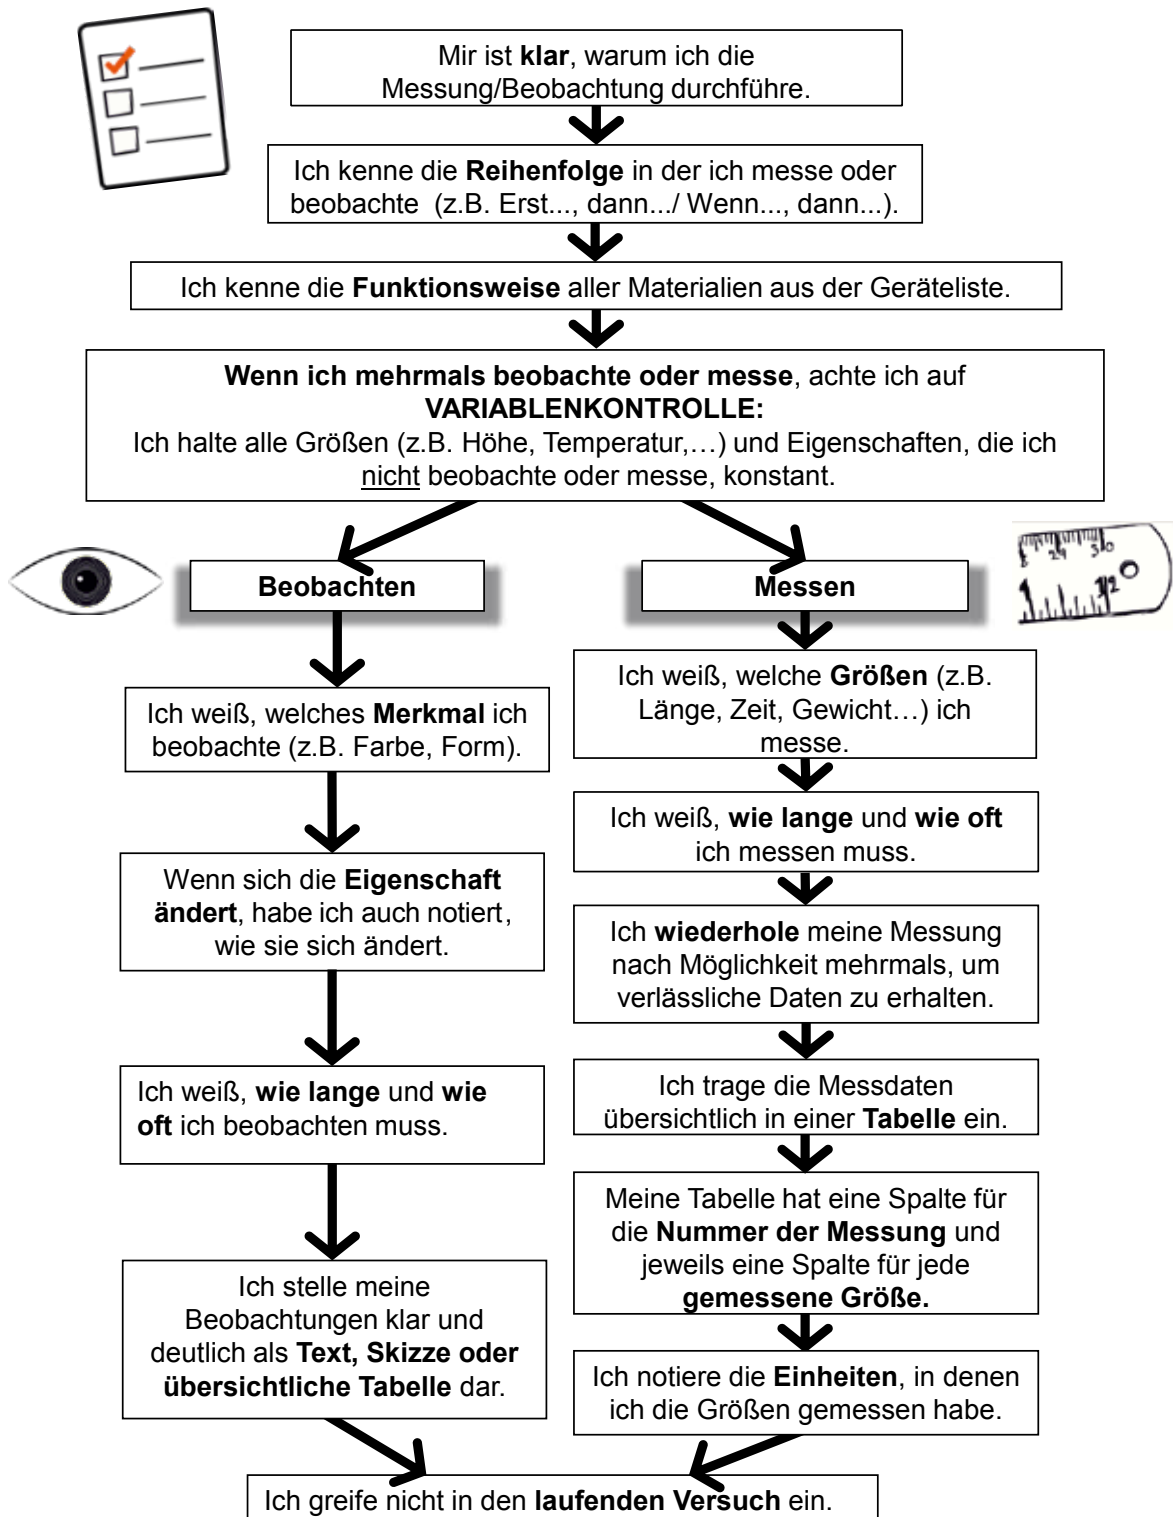 Mir ist klar, warum ich die
Messung/Beobachtung durchführe.
Ich kenne die Reihenfolge in der ich messe oder
beobachte (z.B. Erst..., dann.../ Wenn..., dann...).
Ich kenne die Funktionsweise aller Materialien aus der Geräteliste.
Wenn ich mehrmals beobachte oder messe, achte ich auf
VARIABLENKONTROLLE:
Ich halte alle Größen (z.B. Höhe, Temperatur,…) und Eigenschaften, die ich
nicht beobachte oder messe, konstant.
Beobachten
Ich weiß, welches Merkmal ich
beobachte (z.B. Farbe, Form).
Wenn sich die Eigenschaft
ändert, habe ich auch notiert,
wie sie sich ändert.
Ich weiß, wie lange und wie
oft ich beobachten muss.
Ich stelle meine
Beobachtungen klar und
deutlich als Text, Skizze oder
übersichtliche Tabelle dar.
Messen
Ich weiß, welche Größen (z.B.
Länge, Zeit, Gewicht…) ich
messe.
Ich weiß, wie lange und wie oft
ich messen muss.
Ich wiederhole meine Messung
nach Möglichkeit mehrmals, um
verlässliche Daten zu erhalten.
Ich trage die Messdaten
übersichtlich in einer Tabelle ein.
Meine Tabelle hat eine Spalte für
die Nummer der Messung und
jeweils eine Spalte für jede
gemessene Größe.
Ich notiere die Einheiten, in denen
ich die Größen gemessen habe.
Ich greife nicht in den laufenden Versuch ein.